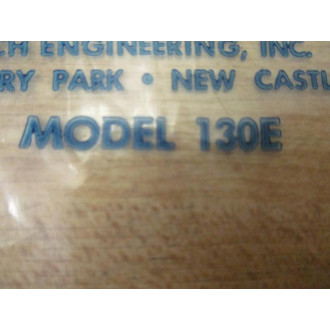 ENGINEERING, INC.
PARK • NEW
MODEL 130E